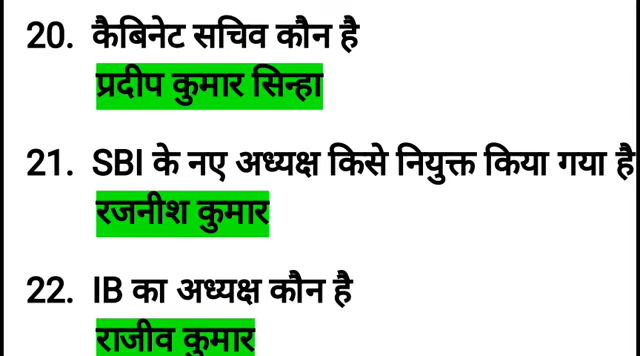 20. कैबिनेट सचिव कौन है
प्रदीप कुमार सिन्हा
21. SBI के नए अध्यक्ष किसे नियुक्त किया गया है
रजनीश कुमार
22. IB का अध्यक्ष कौन है
राजीव कुमार